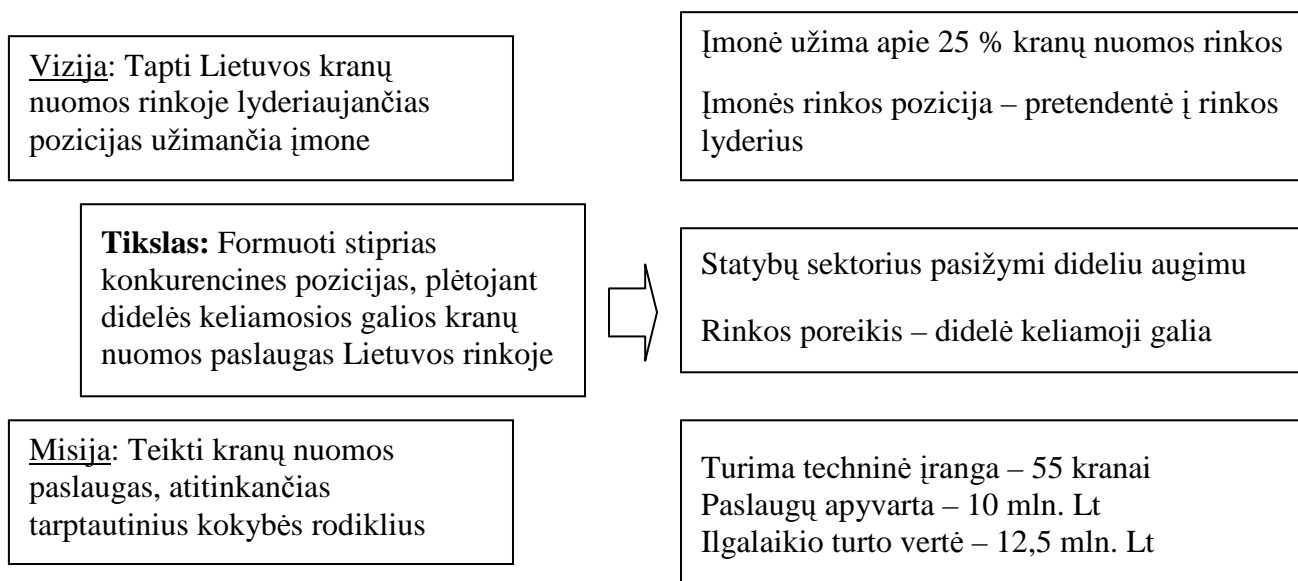 Vizija: Tapti Lietuvos kranų
nuomos rinkoje lyderiaujančias
pozicijas užimančia įmone
Įmonė užima apie 25 % kranų nuomos rinkos
Įmonės rinkos pozicija – pretendentė į rinkos
lyderius
Tikslas: Formuoti stiprias
konkurencines pozicijas, plėtojant
didelės keliamosios galios kranų
nuomos paslaugas Lietuvos rinkoje
Statybų sektorius pasižymi dideliu augimu
Rinkos poreikis – didelė keliamoji galia
Misija: Teikti kranų nuomos
paslaugas, atitinkančias
tarptautinius kokybės rodiklius
Turima techninė įranga – 55 kranai
Paslaugų apyvarta – 10 mln. Lt
Ilgalaikio turto vertė – 12,5 mln. Lt